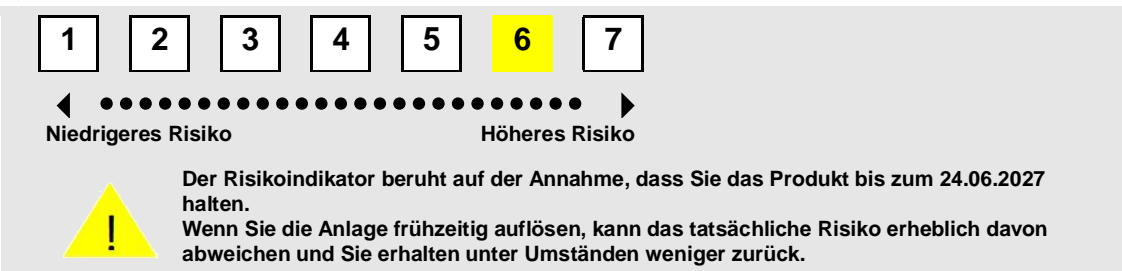 1 2 3 4 5 6 7
Niedrigeres Risiko Höheres Risiko
Der Risikoindikator beruht auf der Annahme, dass Sie das Produkt bis zum 24.06.2027
halten.
Wenn Sie die Anlage frühzeitig auflösen, kann das tatsächliche Risiko erheblich davon
abweichen und Sie erhalten unter Umständen weniger zurück.
!